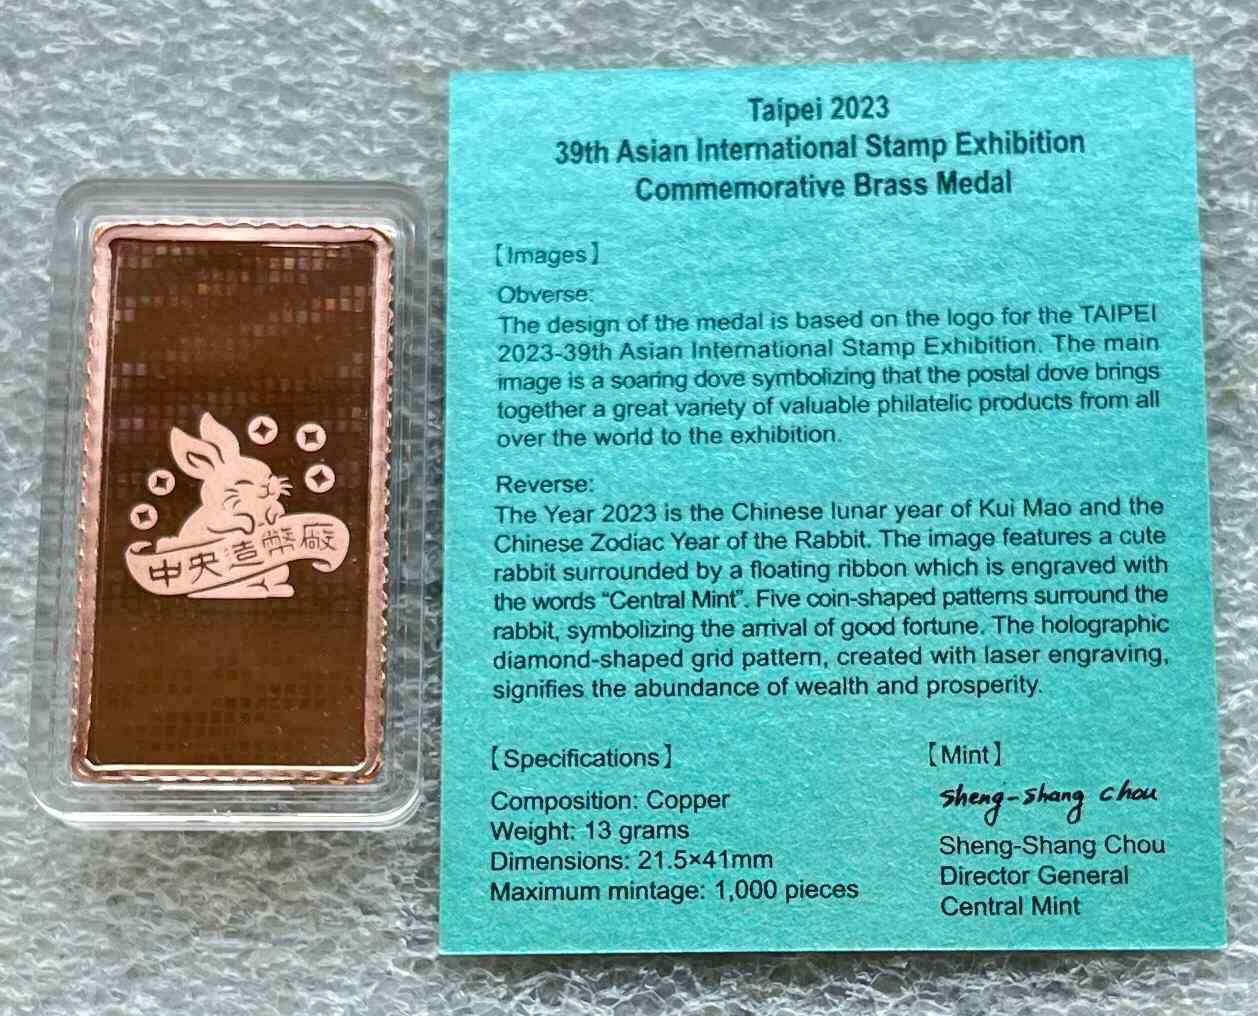 中央造幣廠
Taipei 2023
39th Asian International Stamp Exhibition
Commemorative Brass Medal
【Images】
Obverse:
The design of the medal is based on the logo for the TAIPEI
2023-39th Asian International Stamp Exhibition. The main
image is a soaring dove symbolizing that the postal dove brings
together a great variety of valuable philatelic products from all
over the world to the exhibition.
Reverse:
The Year 2023 is the Chinese lunar year of Kui Mao and the
Chinese Zodiac Year of the Rabbit. The image features a cute
rabbit surrounded by a floating ribbon which is engraved with
the words “Central Mint”. Five coin-shaped patterns surround the
rabbit, symbolizing the arrival of good fortune. The holographic
diamond-shaped grid pattern, created with laser engraving,
signifies the abundance of wealth and prosperity.
【Specifications】
Composition: Copper
Weight: 13 grams
Dimensions: 21.5×41mm
Maximum mintage: 1,000 pieces
【Mint】
Sheng-Shang Chou
Sheng-Shang Chou
Director General
Central Mint